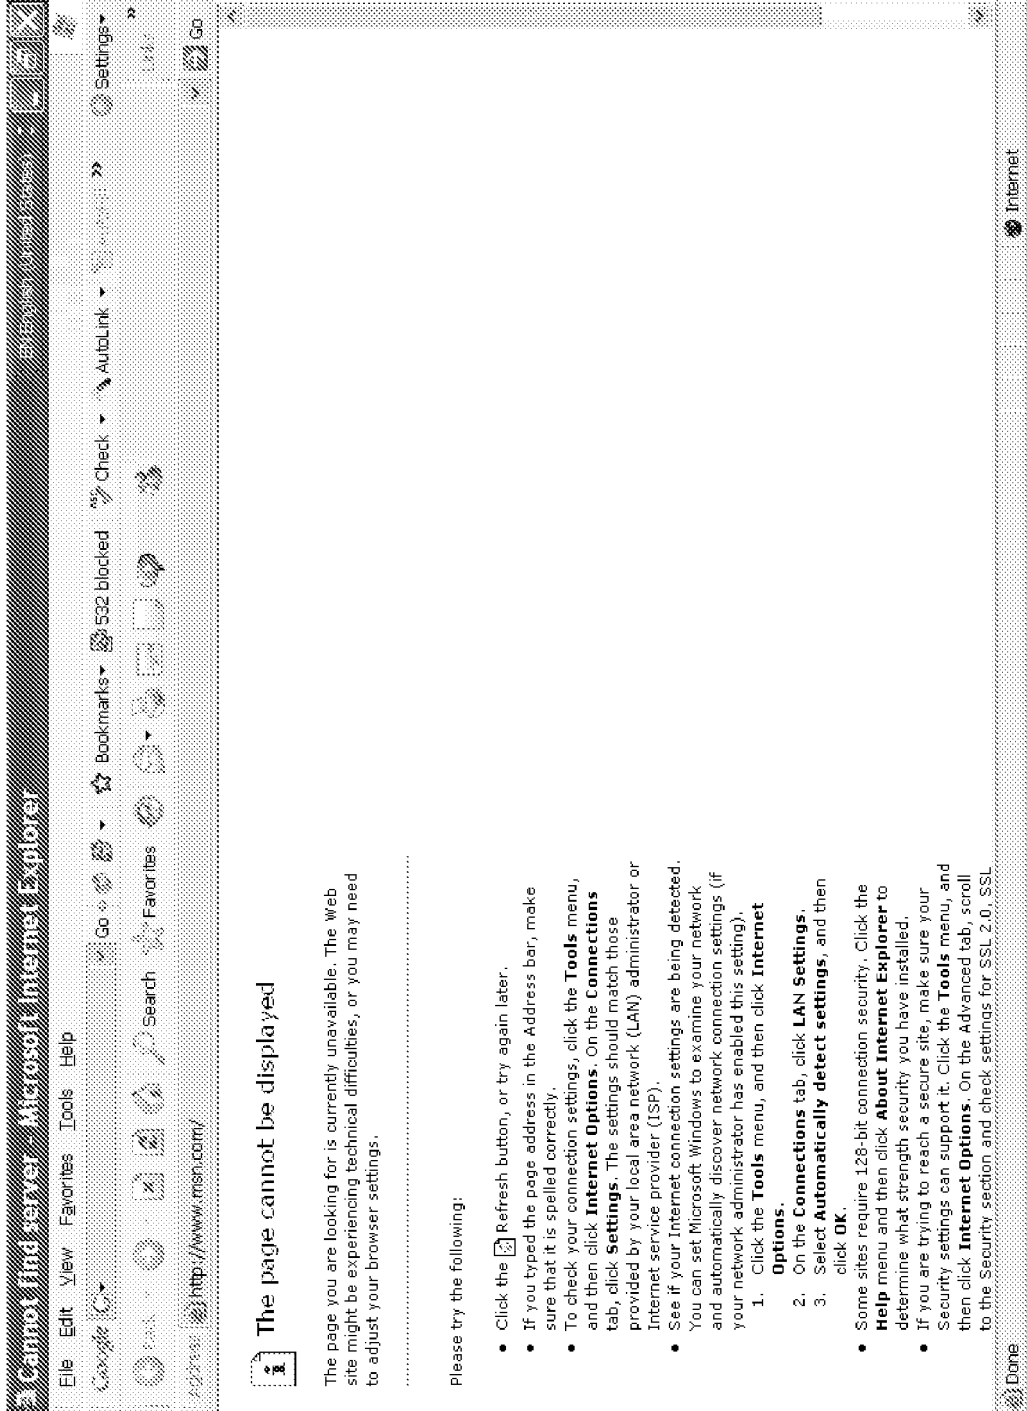 Cannot find server - Microsoft Internet Explorer
File Edit View Favorites Tools Help
Google G Go Bookmarks 532 blocked Check AutoLink Settings
Search Favorites
http://www.msn.com/ Go
The page cannot be displayed
The page you are looking for is currently unavailable. The Web
site might be experiencing technical difficulties, or you may need
to adjust your browser settings.
Please try the following:
• Click the Refresh button, or try again later.
• If you typed the page address in the Address bar, make
sure that it is spelled correctly.
• To check your connection settings, click the Tools menu,
and then click Internet Options. On the Connections
tab, click Settings. The settings should match those
provided by your local area network (LAN) administrator or
Internet service provider (ISP).
• See if your Internet connection settings are being detected.
You can set Microsoft Windows to examine your network
and automatically discover network connection settings (if
your network administrator has enabled this setting).
1. Click the Tools menu, and then click Internet
Options.
2. On the Connections tab, click LAN Settings.
3. Select Automatically detect settings, and then
click OK.
• Some sites require 128-bit connection security. Click the
Help menu and then click About Internet Explorer to
determine what strength security you have installed.
• If you are trying to reach a secure site, make sure your
Security settings can support it. Click the Tools menu, and
then click Internet Options. On the Advanced tab, scroll
to the Security section and check settings for SSL 2.0, SSL
Done Internet